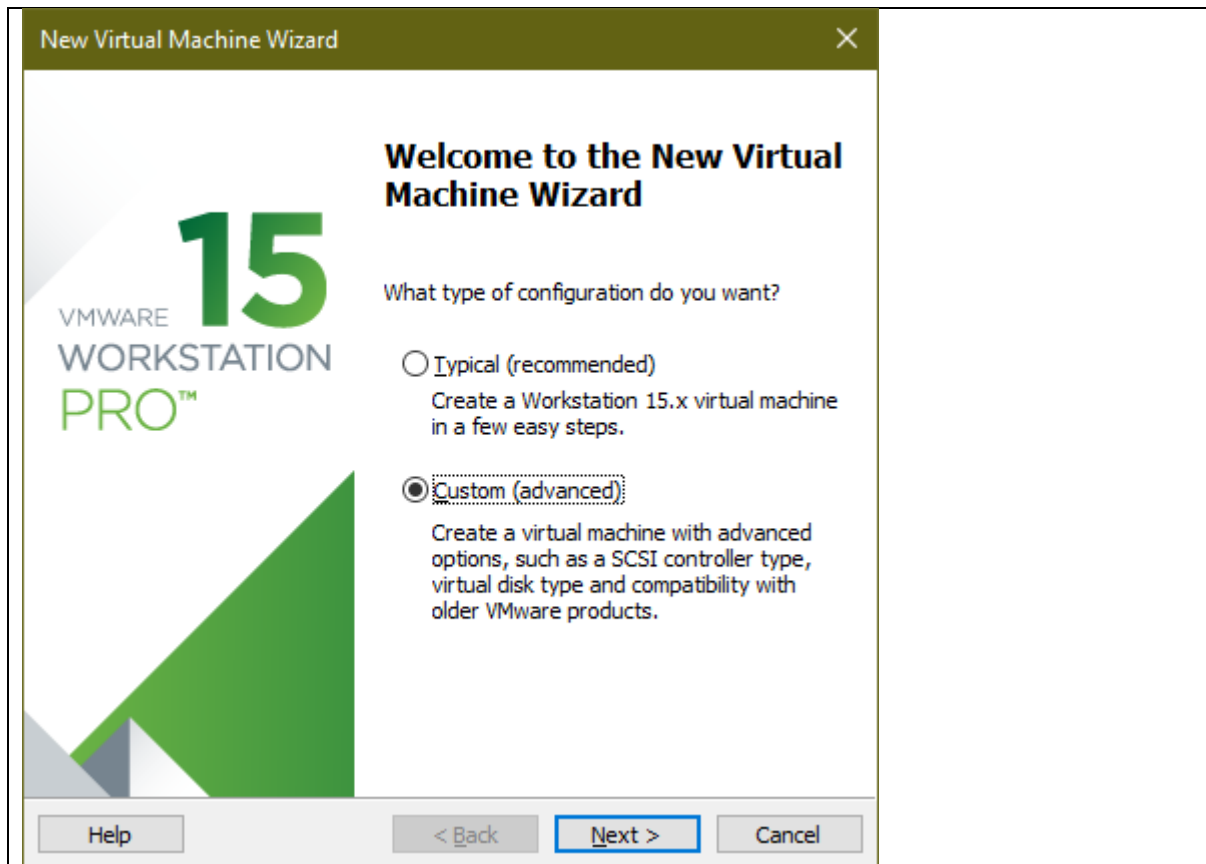 New Virtual Machine Wizard
Welcome to the New Virtual
Machine Wizard
15
VMWARE
WORKSTATION
PRO™
What type of configuration do you want?
Typical (recommended)
Create a Workstation 15.x virtual machine
in a few easy steps.
Custom (advanced)
Create a virtual machine with advanced
options, such as a SCSI controller type,
virtual disk type and compatibility with
older VMware products.
Help
< Back
Next >
Cancel